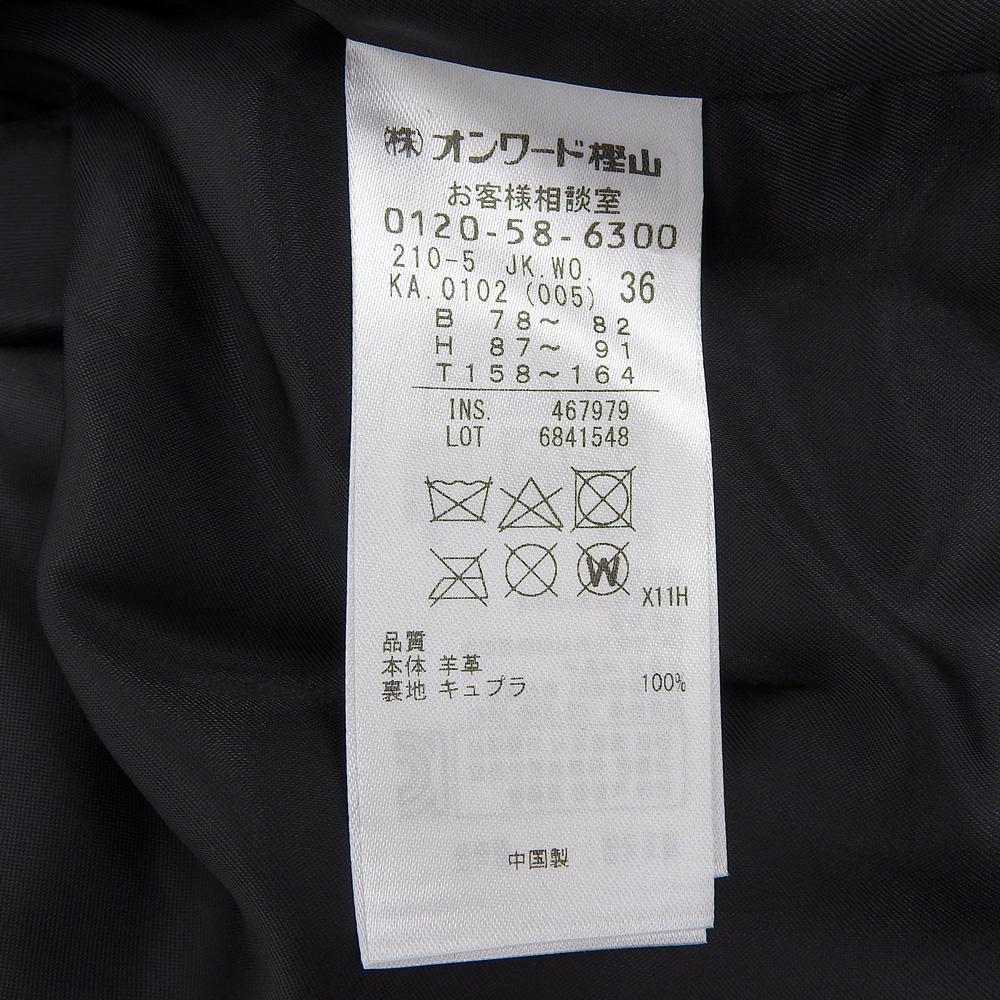 (株)オンワード樫山
お客様相談室
0120-58-6300
210-5 JK.WO. 36
KA.0102 (005)
B 78～ 82
H 87～ 91
T158～164
INS. 467979
LOT 6841548
W
X11H
品質
本体 羊革
裏地 キュプラ 100%
中国製